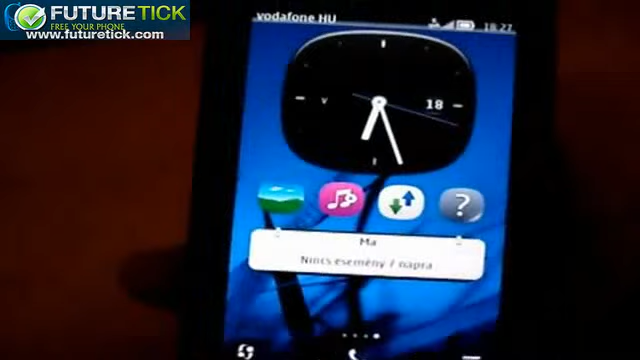 FUTURETICK
FREE YOUR PHONE
www.futuretick.com
vodafone HU
18:27
v
18
?
Ma
Nincs esemény 7 napra